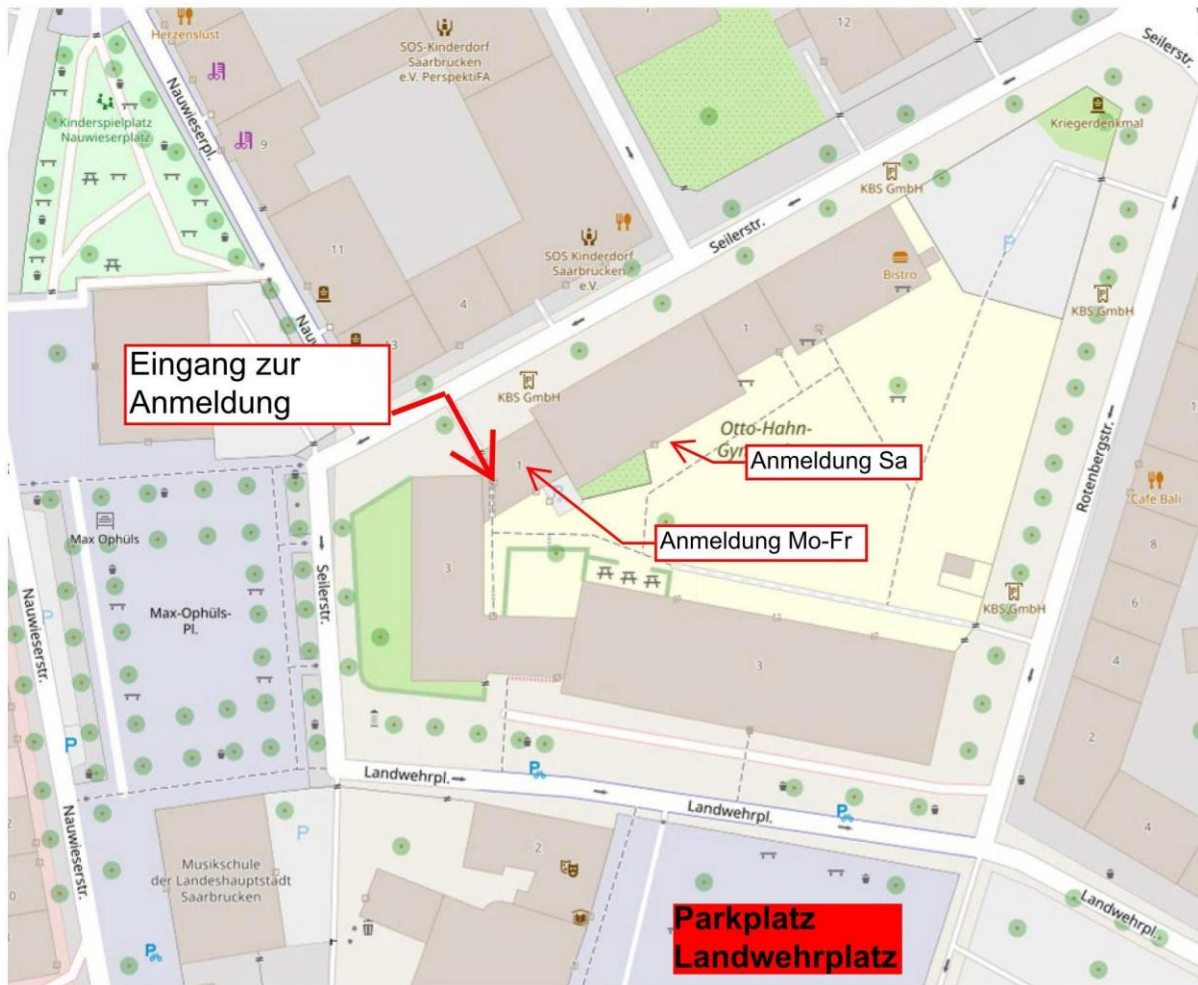 Herzenslust
SOS-Kinderdorf
Saarbrücken
e.V. PerspektiFA
12
Seilerstr.
Nauwieserpl.
Kinderspielplatz
Nauwieserplatz
9
Kriegerdenkmal
KBS GmbH
11
SOS Kinderdorf
Saarbrücken
e.V.
Seilerstr.
P
Bistro
4
KBS GmbH
13
1
Eingang zur
Anmeldung
KBS GmbH
Otto-Hahn-
Anmeldung Sa
1
Rotenbergstr.
Cafe Bali
Max Ophüls
Anmeldung Mo-Fr
8
3
Seilerstr.
KBS GmbH
6
Nauwieserstr.
P
Max-Ophüls-
Pl.
3
4
2
P
Landwehrpl.
P
Landwehrpl.
P
4
Nauwieserstr.
P
Musikschule
der Landeshauptstadt
Saarbrücken
2
Parkplatz
Landwehrplatz
Landwehrpl.
P